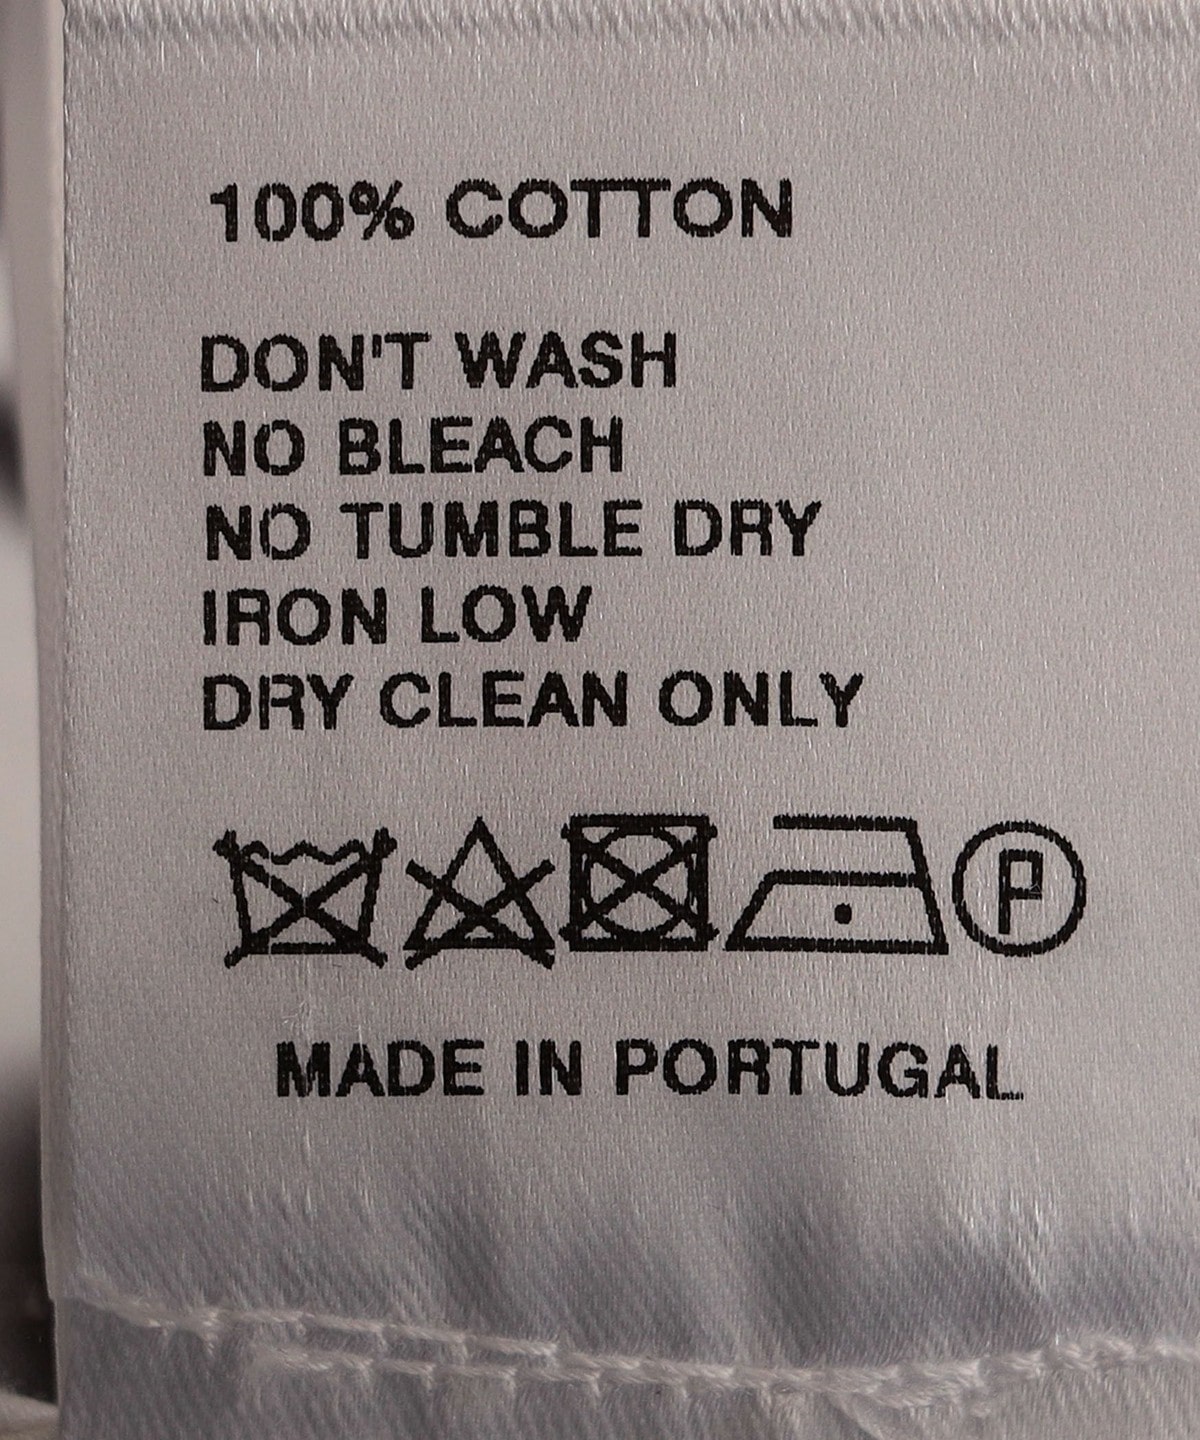 100% COTTON
DON'T WASH
NO BLEACH
NO TUMBLE DRY
IRON LOW
DRY CLEAN ONLY
P
MADE IN PORTUGAL